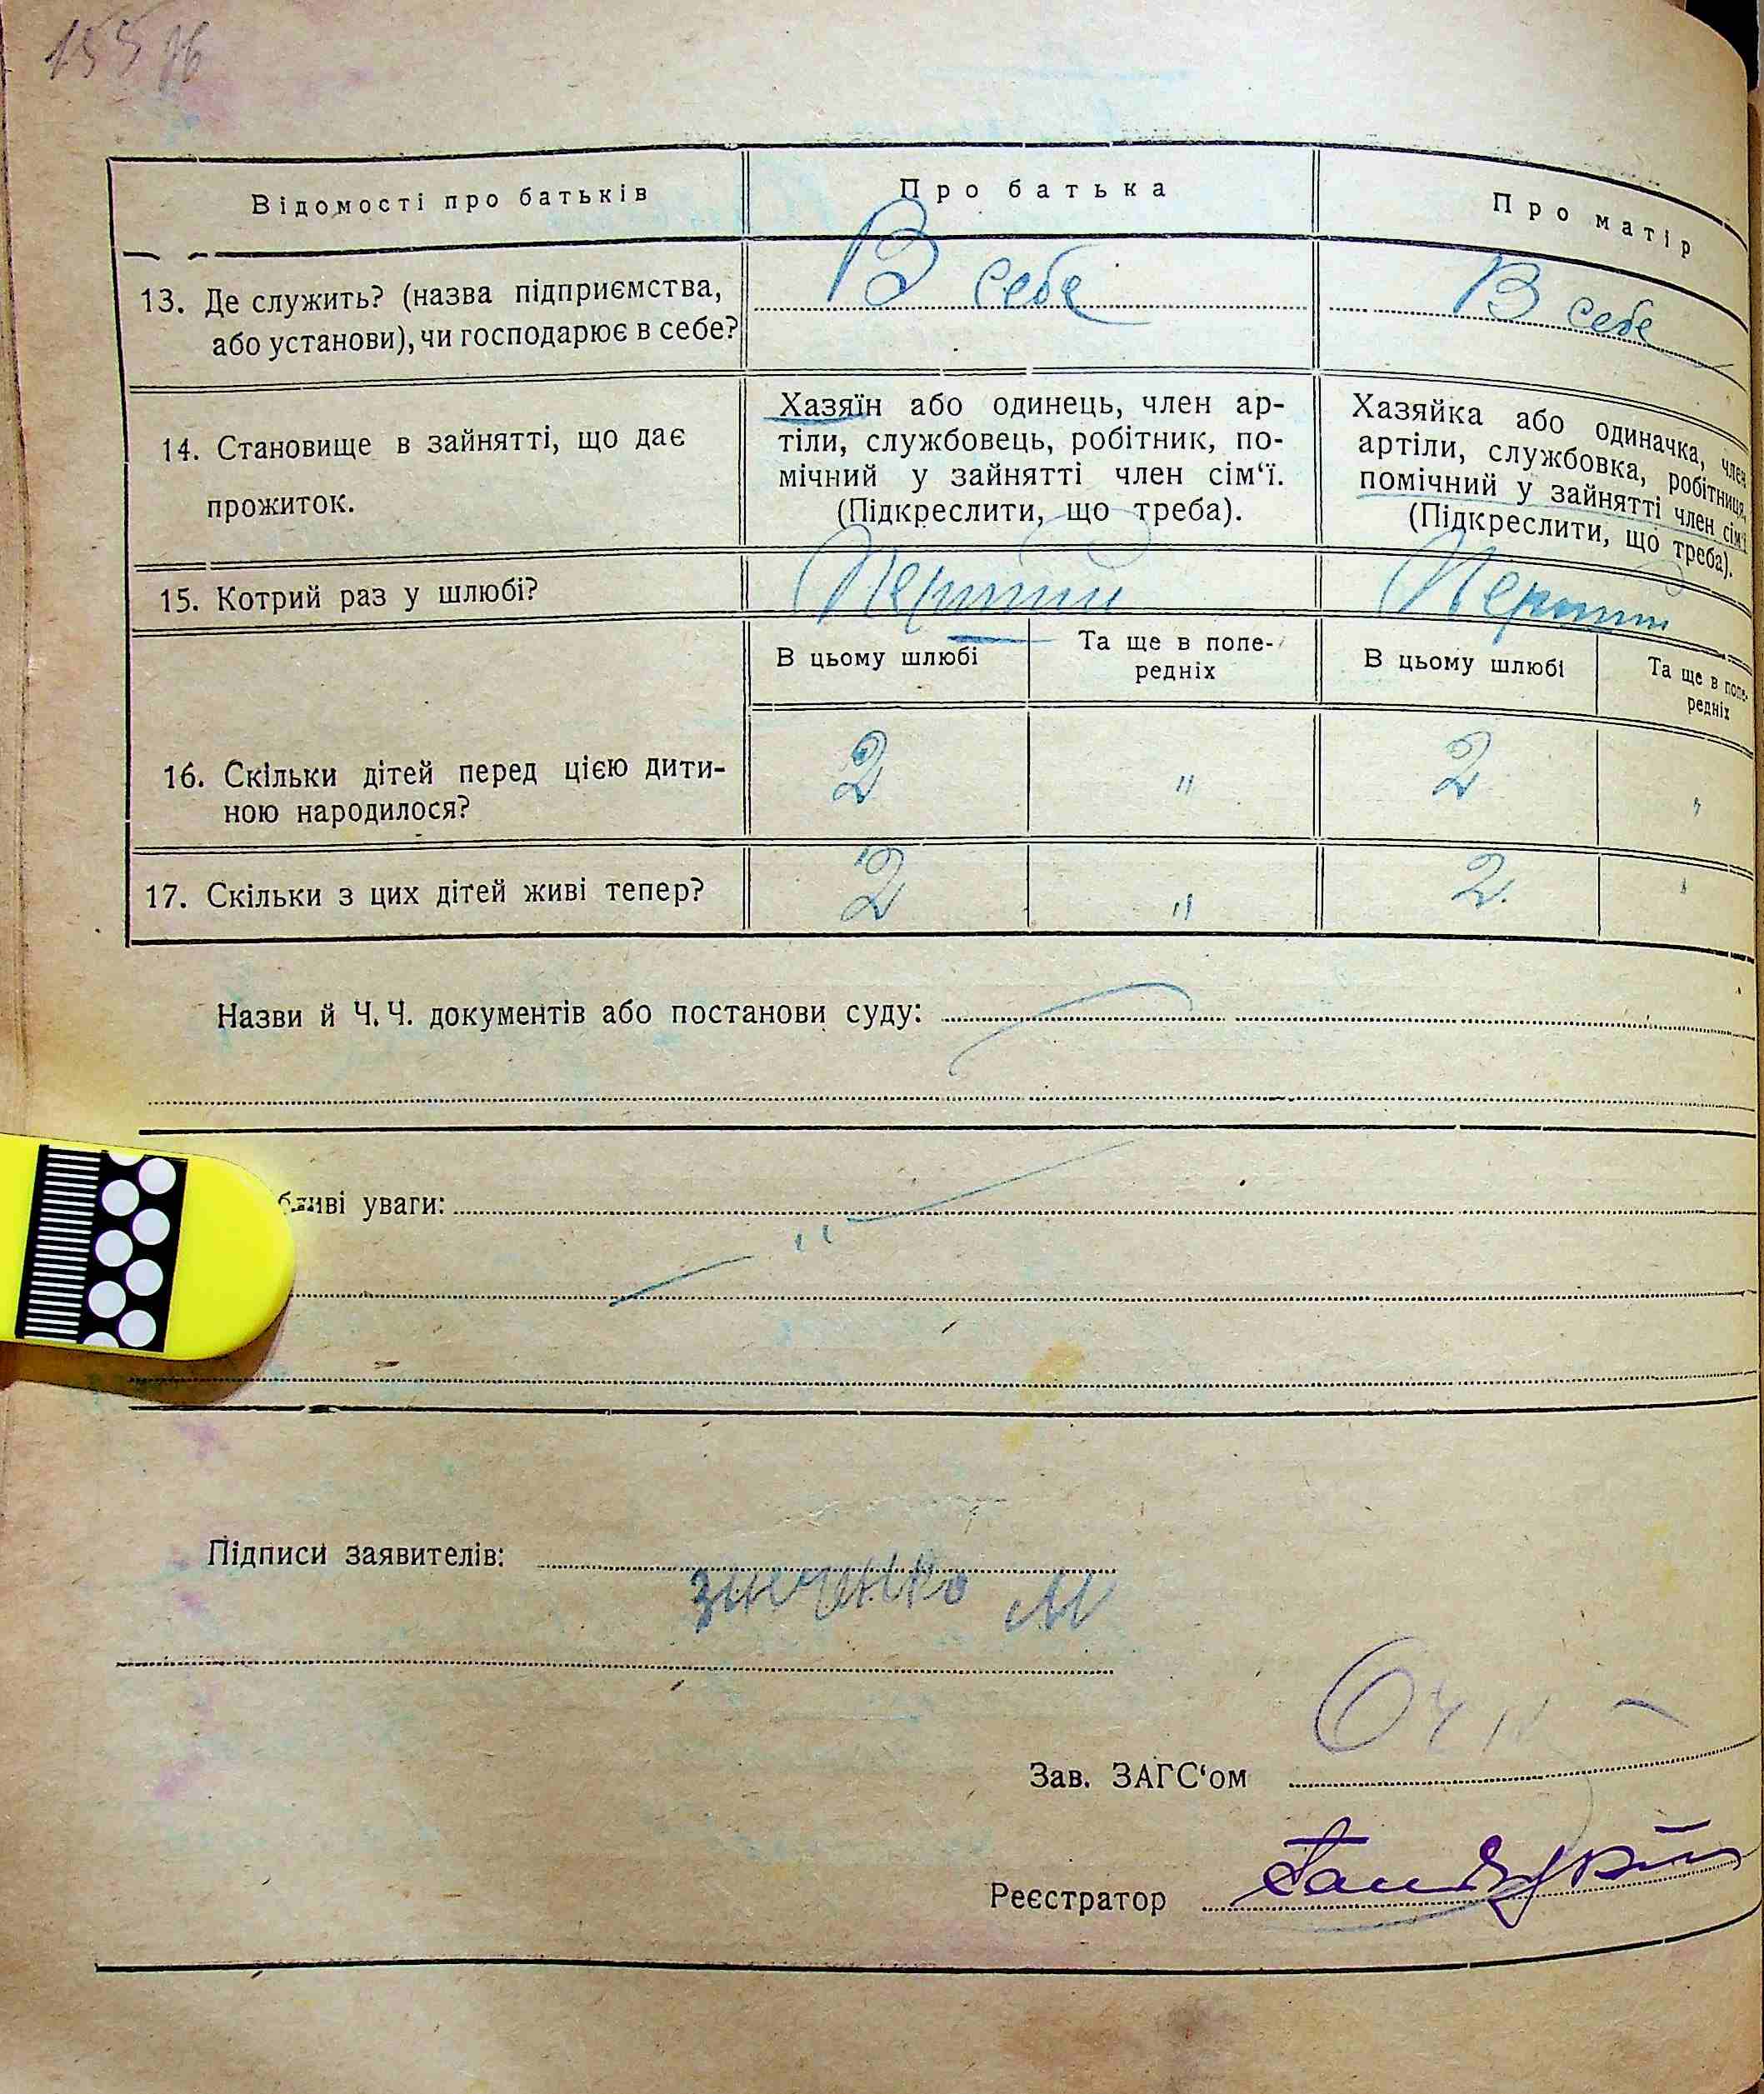 Відомості про батьків
Про батька
Про матір
13. Де служить? (назва підприємства,
або установи), чи господарює в себе?
В себе
В себе
14. Становище в зайнятті, що дає
прожиток.
Хазяїн або одинець, член ар-
тіли, службовець, робітник, по-
мічний у зайнятті член сім‘ї.
(Підкреслити, що треба).
Хазяйка або одиначка, член
артіли, службовка, робітниця,
помічний у зайнятті член сім‘ї
(Підкреслити, що треба).
15. Котрий раз у шлюбі?
Перший
Перший
В цьому шлюбі
Та ще в попе-
редніх
В цьому шлюбі
Та ще в попе-
редніх
16. Скільки дітей перед цією дити-
ною народилося?
2
"
2
"
17. Скільки з цих дітей живі тепер?
2
"
2.
"
Назви й Ч.Ч. документів або постанови суду:
бливі уваги:
"
Підписи заявителів:
зинченко М
Зав. ЗАГС‘ом
Реєстратор